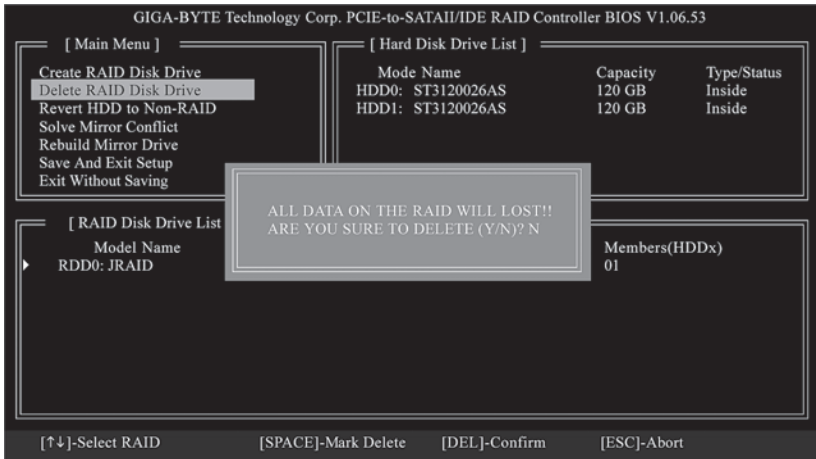 GIGA-BYTE Technology Corp. PCIE-to-SATAII/IDE RAID Controller BIOS V1.06.53
[ Main Menu ]
Create RAID Disk Drive
Delete RAID Disk Drive
Revert HDD to Non-RAID
Solve Mirror Conflict
Rebuild Mirror Drive
Save And Exit Setup
Exit Without Saving
[ Hard Disk Drive List ]
Mode Name Capacity Type/Status
HDD0: ST3120026AS 120 GB Inside
HDD1: ST3120026AS 120 GB Inside
ALL DATA ON THE RAID WILL LOST!!
ARE YOU SURE TO DELETE (Y/N)? N
[ RAID Disk Drive List
Model Name Members(HDDx)
RDD0: JRAID 01
[↑↓]-Select RAID [SPACE]-Mark Delete [DEL]-Confirm [ESC]-Abort